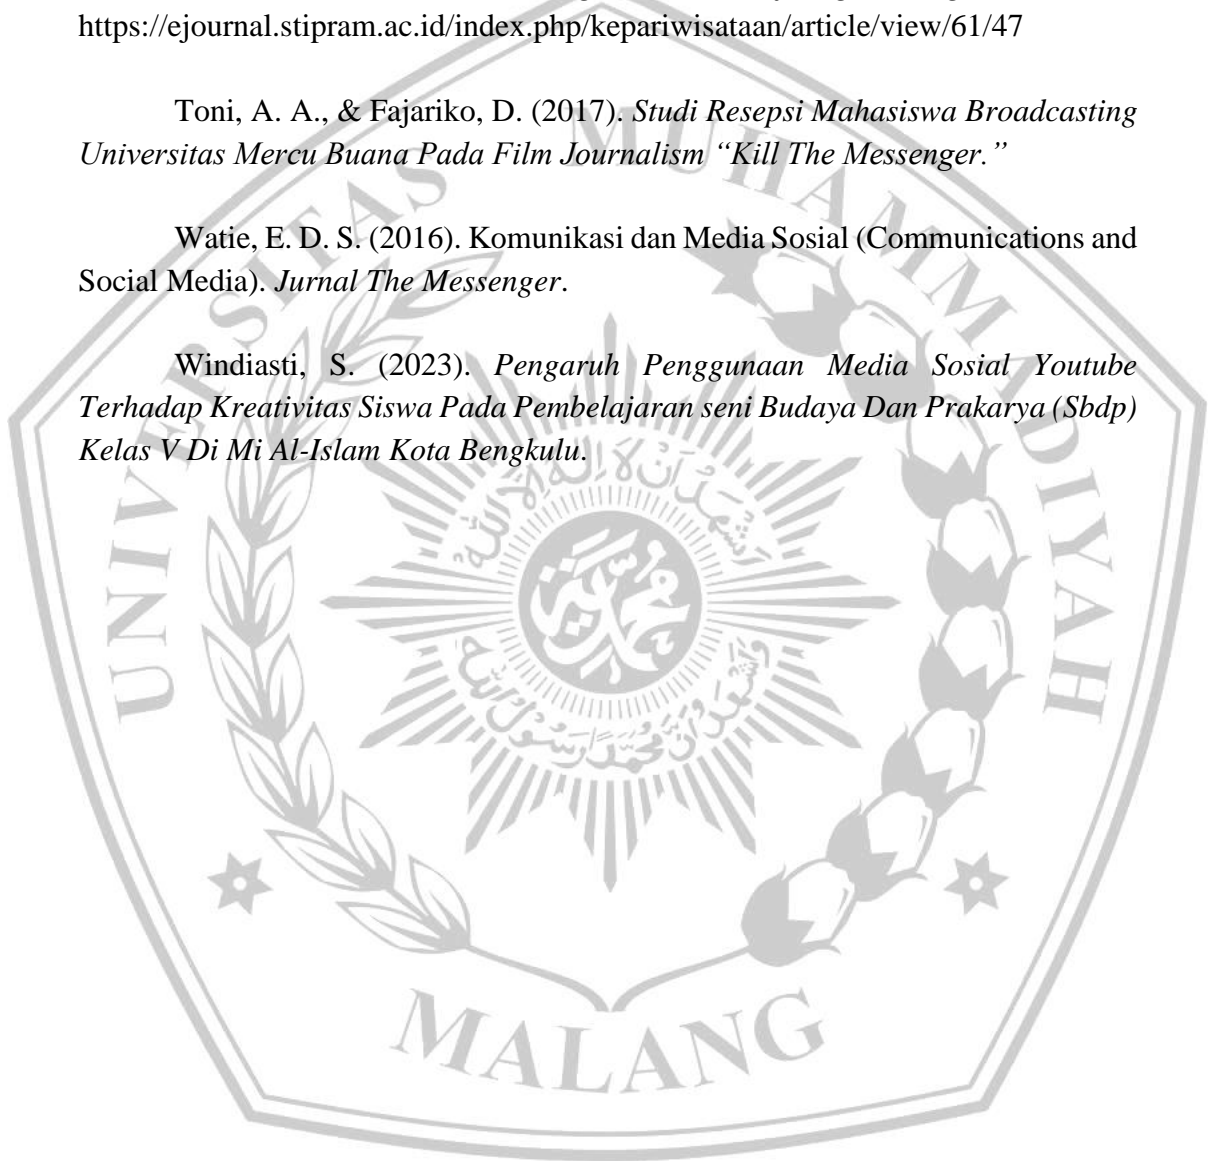 https://ejournal.stipram.ac.id/index.php/kepariwisataan/article/view/61/47
Toni, A. A., & Fajariko, D. (2017). Studi Resepsi Mahasiswa Broadcasting
Universitas Mercu Buana Pada Film Journalism “Kill The Messenger.”
Watie, E. D. S. (2016). Komunikasi dan Media Sosial (Communications and
Social Media). Jurnal The Messenger.
Windiasti, S. (2023). Pengaruh Penggunaan Media Sosial Youtube
Terhadap Kreativitas Siswa Pada Pembelajaran seni Budaya Dan Prakarya (Sbdp)
Kelas V Di Mi Al-Islam Kota Bengkulu.
UNIVERSITAS MUHAMMADIYAH
MALANG